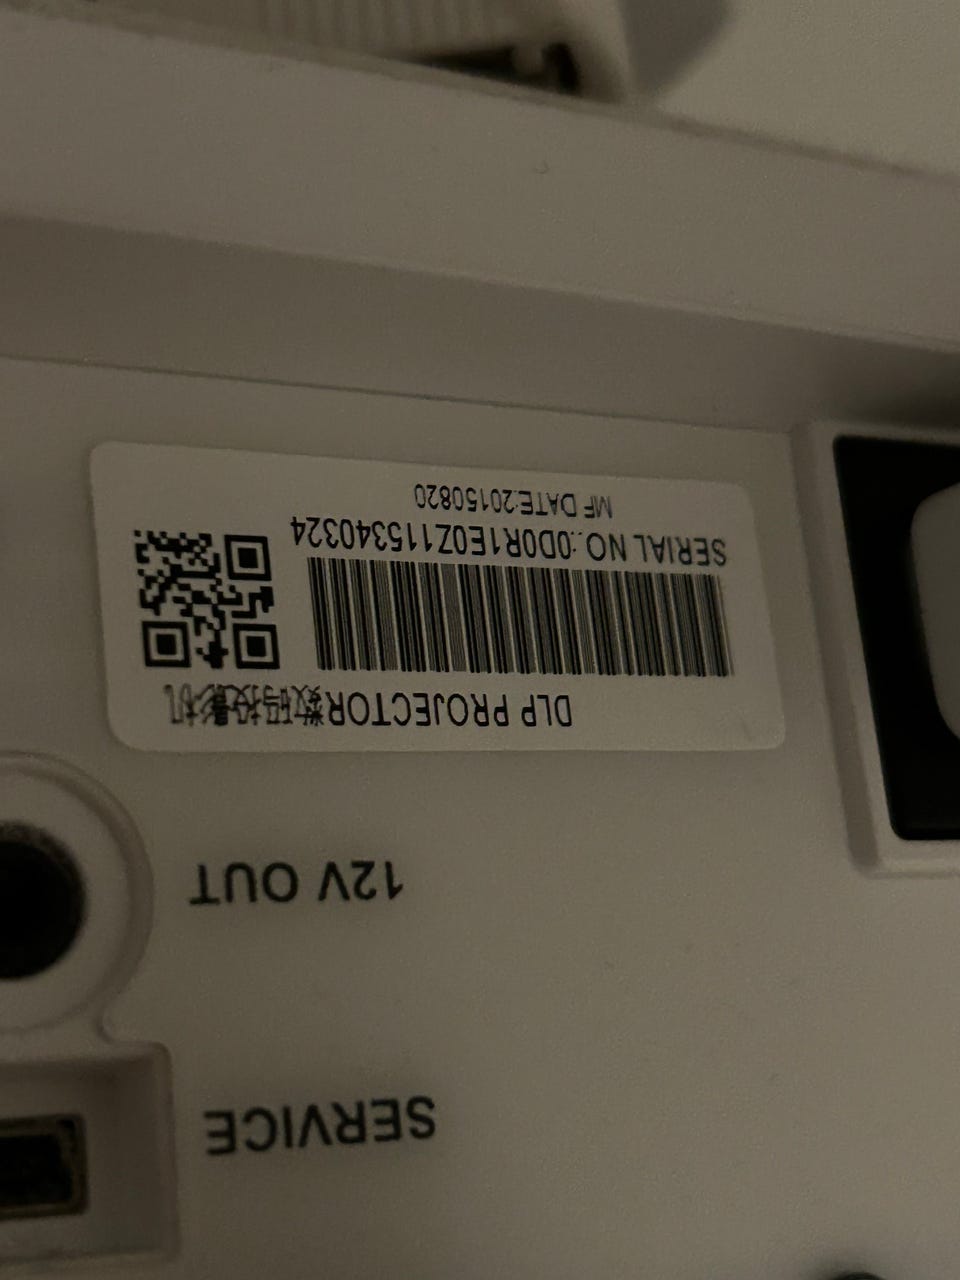 SERVICE
12V OUT
DLP PROJECTOR数码投影机
SERIAL NO.:0D0R1E0Z115340324
MF DATE:20150820